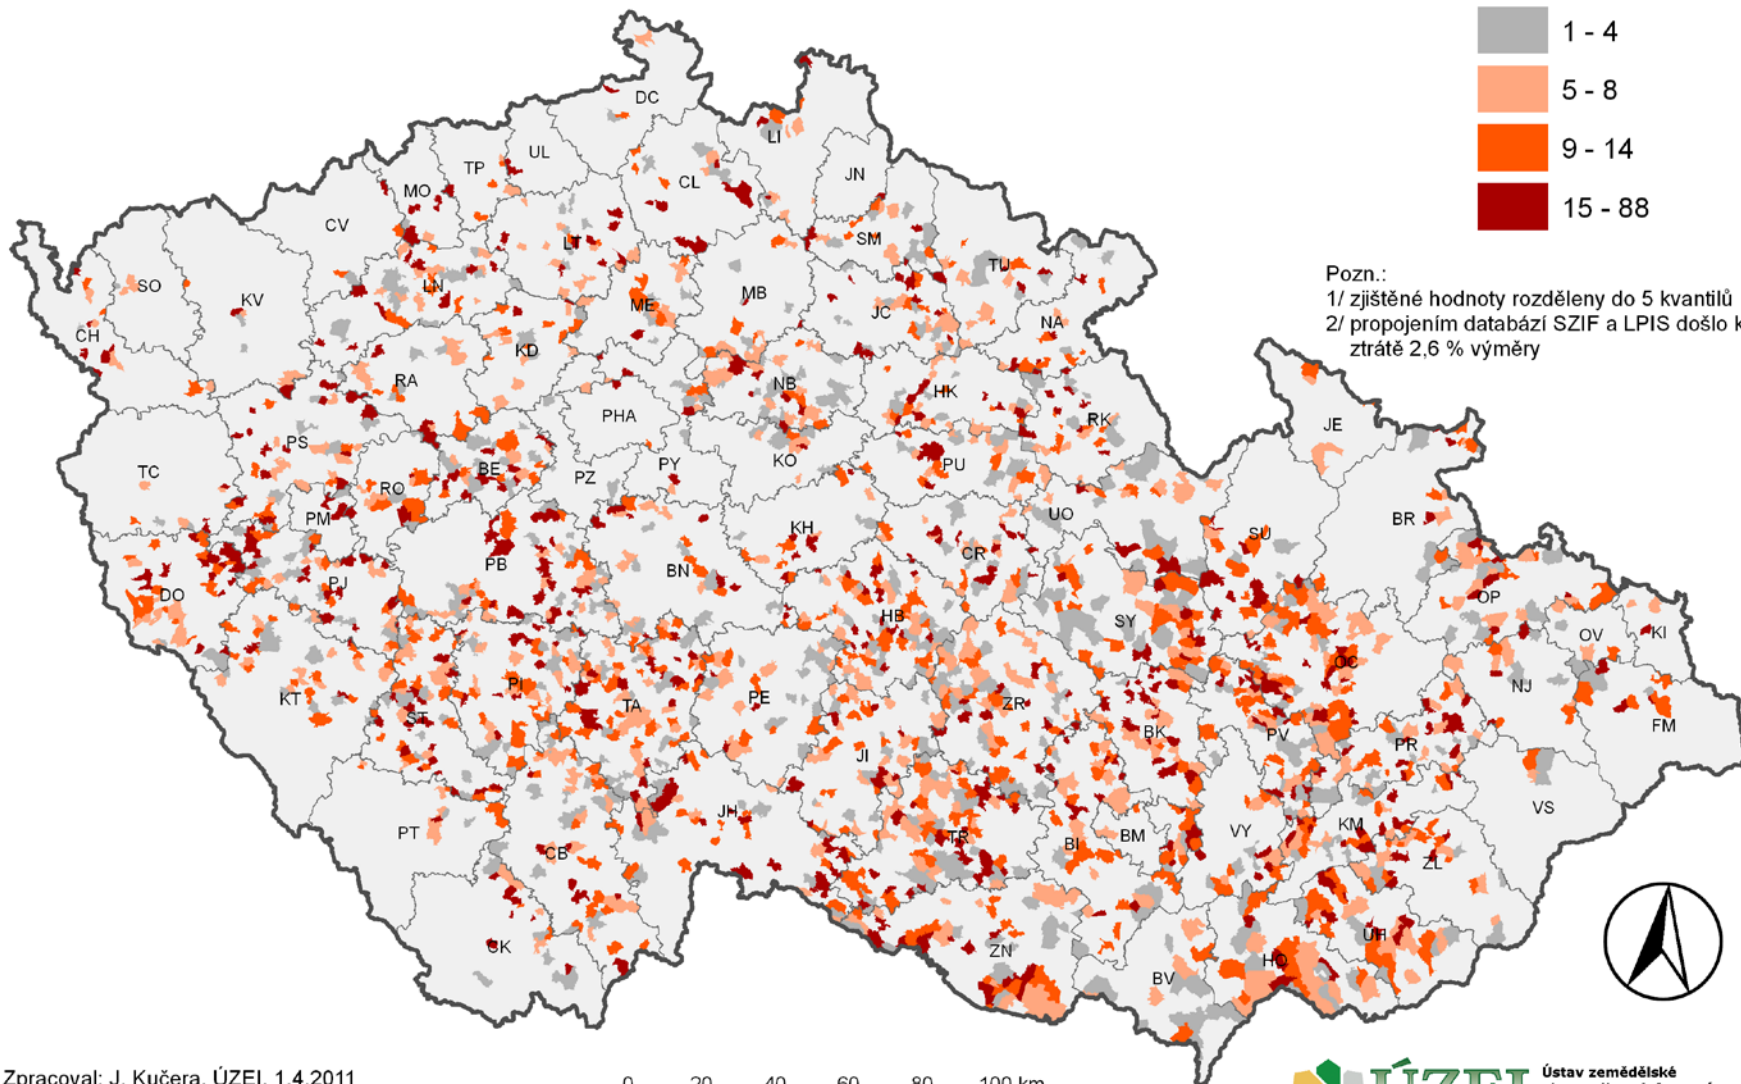 1 - 4
5 - 8
9 - 14
15 - 88
Pozn.:
1/ zjištěné hodnoty rozděleny do 5 kvantilů
2/ propojením databází SZIF a LPIS došlo k
ztrátě 2,6 % výměry
DC
LI
UL
TP
JN
MO
CL
CV
SM
LT
TU
SO
LN
MB
KV
ME
JC
NA
CH
KD
RA
NB
HK
PHA
RK
JE
PS
KO
PU
TC
BE
PY
PZ
RO
PM
UO
BR
KH
SU
CR
PB
BN
PJ
DO
OP
HB
SY
OV
KI
OC
NJ
KT
PI
PE
ZR
TA
ST
FM
BK
PV
PR
JI
VS
JH
KM
PT
TR
BM
VY
BI
CB
ZL
UH
CK
ZN
HO
BV
Zpracoval: J. Kučera, ÚZEI, 1.4.2011
0 20 40 60 80 100 km
ÚZEI
Ústav zemědělské